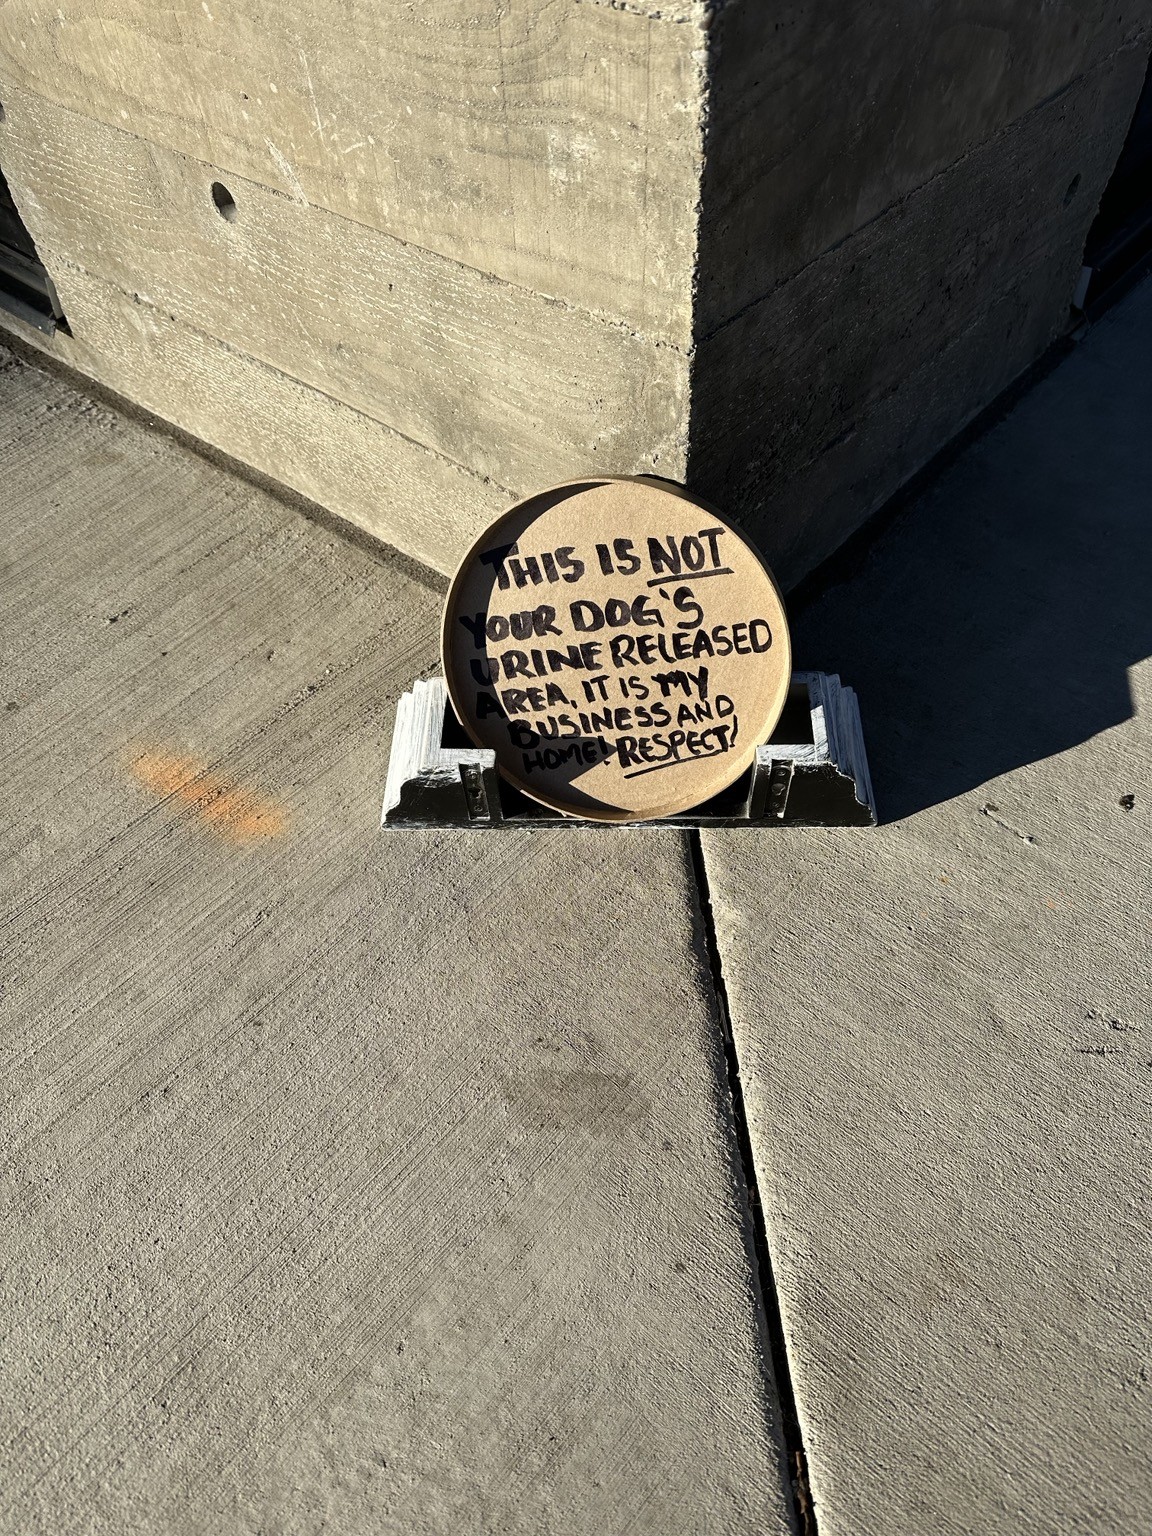 THIS IS NOT
YOUR DOG'S
URINE RELEASED
AREA, IT IS MY
BUSINESS AND
HOME! RESPECT!